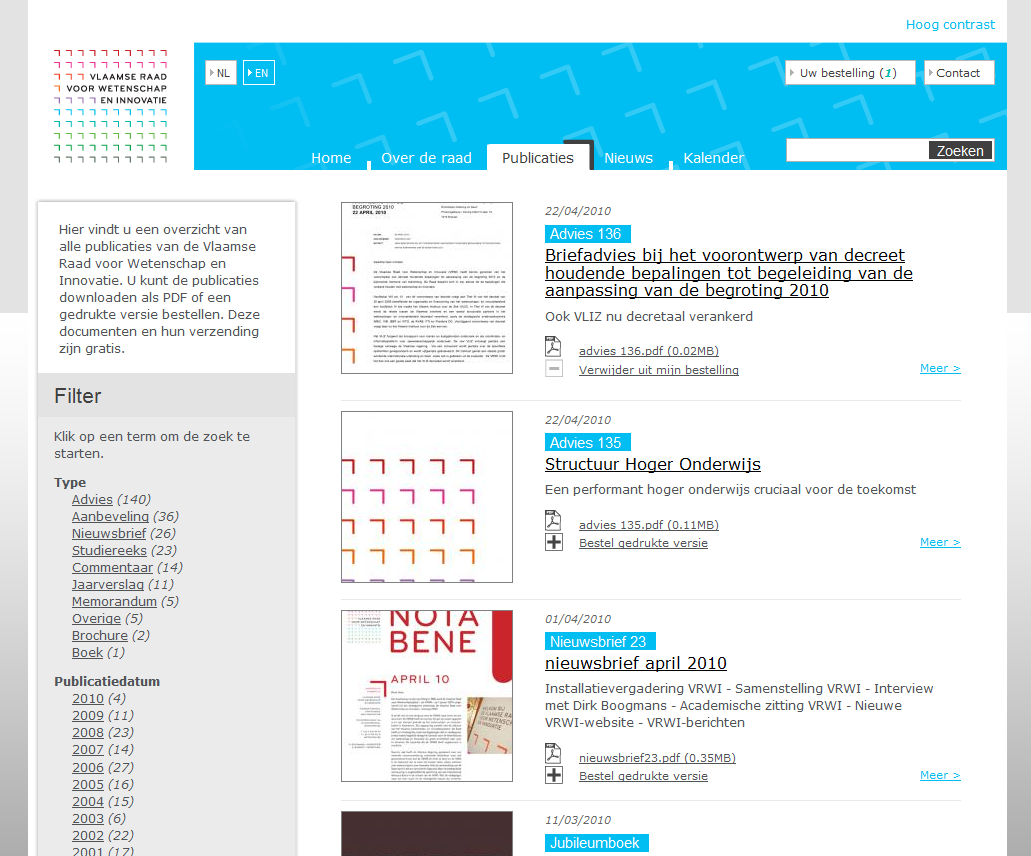 Hoog contrast
VLAAMSE RAAD
VOOR WETENSCHAP
EN INNOVATIE
NL
EN
Uw bestelling (1)
Contact
Home
Over de raad
Publicaties
Nieuws
Kalender
Zoeken
Hier vindt u een overzicht van
alle publicaties van de Vlaamse
Raad voor Wetenschap en
Innovatie. U kunt de publicaties
downloaden als PDF of een
gedrukte versie bestellen. Deze
documenten en hun verzending
zijn gratis.
Filter
Klik op een term om de zoek te
starten.
Type
Advies (140)
Aanbeveling (36)
Nieuwsbrief (26)
Studiereeks (23)
Commentaar (14)
Jaarverslag (11)
Memorandum (5)
Overige (5)
Brochure (2)
Boek (1)
Publicatiedatum
2010 (4)
2009 (11)
2008 (23)
2007 (14)
2006 (27)
2005 (16)
2004 (15)
2003 (6)
2002 (22)
2001 (17)
BEGROTING 2010
22 APRIL 2010
22/04/2010
Advies 136
Briefadvies bij het voorontwerp van decreet
houdende bepalingen tot begeleiding van de
aanpassing van de begroting 2010
Ook VLIZ nu decretaal verankerd
advies 136.pdf (0.02MB)
Verwijder uit mijn bestelling
Meer >
22/04/2010
Advies 135
Structuur Hoger Onderwijs
Een performant hoger onderwijs cruciaal voor de toekomst
advies 135.pdf (0.11MB)
Bestel gedrukte versie
Meer >
NOTA
BENE
APRIL 10
01/04/2010
Nieuwsbrief 23
nieuwsbrief april 2010
Installatievergadering VRWI - Samenstelling VRWI - Interview
met Dirk Boogmans - Academische zitting VRWI - Nieuwe
VRWI-website - VRWI-berichten
nieuwsbrief23.pdf (0.35MB)
Bestel gedrukte versie
Meer >
11/03/2010
Jubileumboek